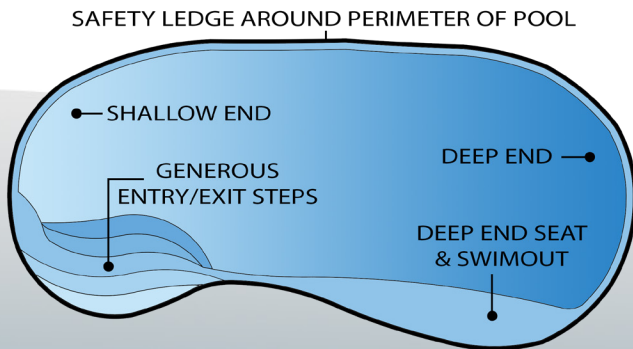 SAFETY LEDGE AROUND PERIMETER OF POOL
SHALLOW END
GENEROUS
ENTRY/EXIT STEPS
DEEP END
DEEP END SEAT
& SWIMOUT